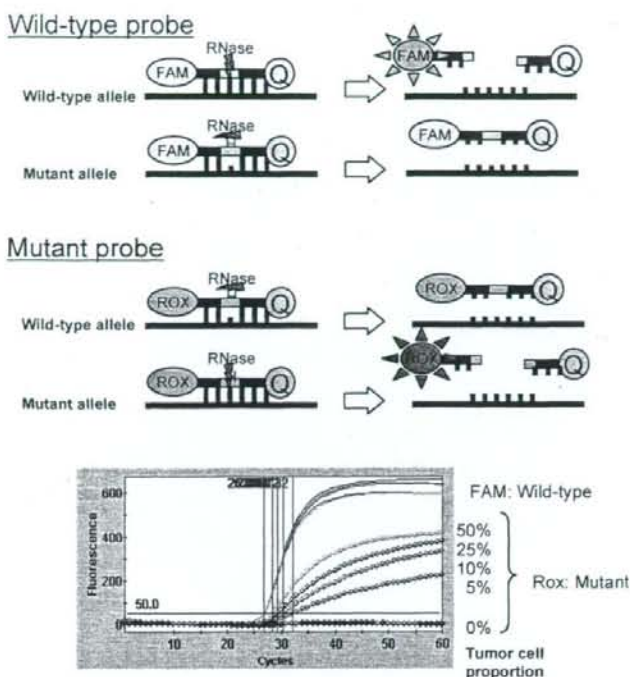 Wild-type probe
RNase
FAM
Q
FAM
Q
Wild-type allele
RNase
FAM
Q
FAM
Q
Mutant allele
Mutant probe
RNase
ROX
Q
ROX
Q
Wild-type allele
RNase
ROX
Q
ROX
Q
Mutant allele
600
400
200
0
50.0
Fluorescence
10
20
30
40
50
60
Cycles
FAM: Wild-type
50%
25%
10%
5%
0%
Rox: Mutant
Tumor cell
proportion